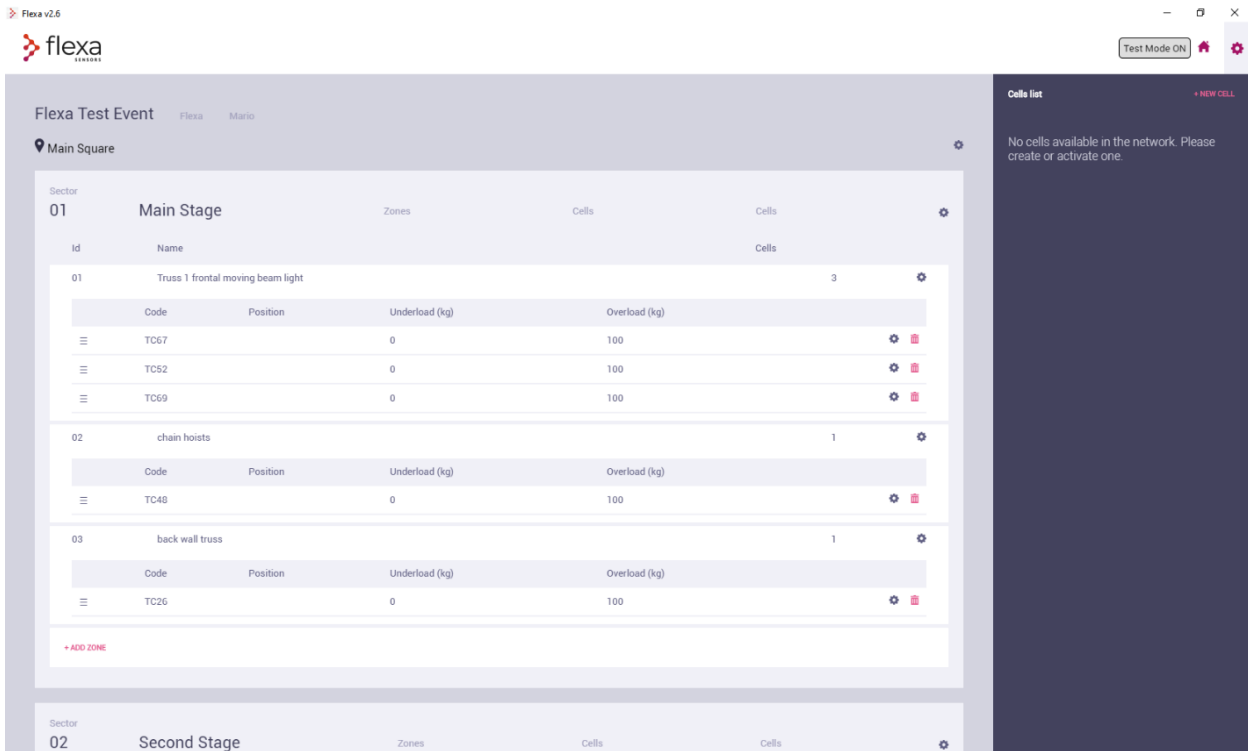 Flexa v2.6
flexa
SENSORS
Test Mode ON
Flexa Test Event Flexa Mario
Main Square
Sector
01 Main Stage Zones Cells Cells
Id Name Cells
01 Truss 1 frontal moving beam light 3
Code Position Underload (kg) Overload (kg)
TC67 0 100
TC52 0 100
TC69 0 100
02 chain hoists 1
Code Position Underload (kg) Overload (kg)
TC48 0 100
03 back wall truss 1
Code Position Underload (kg) Overload (kg)
TC26 0 100
+ ADD ZONE
Sector
02 Second Stage Zones Cells Cells
Cells list + NEW CELL
No cells available in the network. Please
create or activate one.